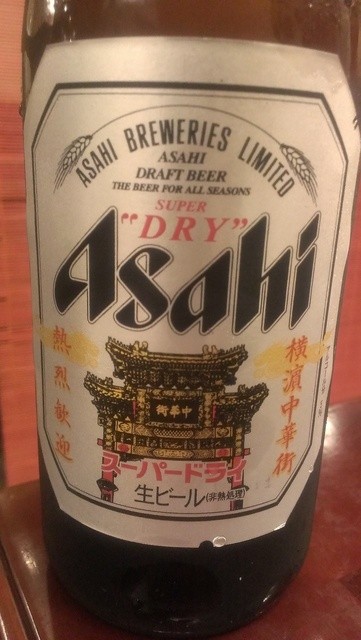 ASAHI BREWERIES LIMITED
ASAHI
DRAFT BEER
THE BEER FOR ALL SEASONS
SUPER
"DRY"
Asahi
熱烈歓迎
横濱中華街
街華中
スーパードライ
生ビール(非熱処理)